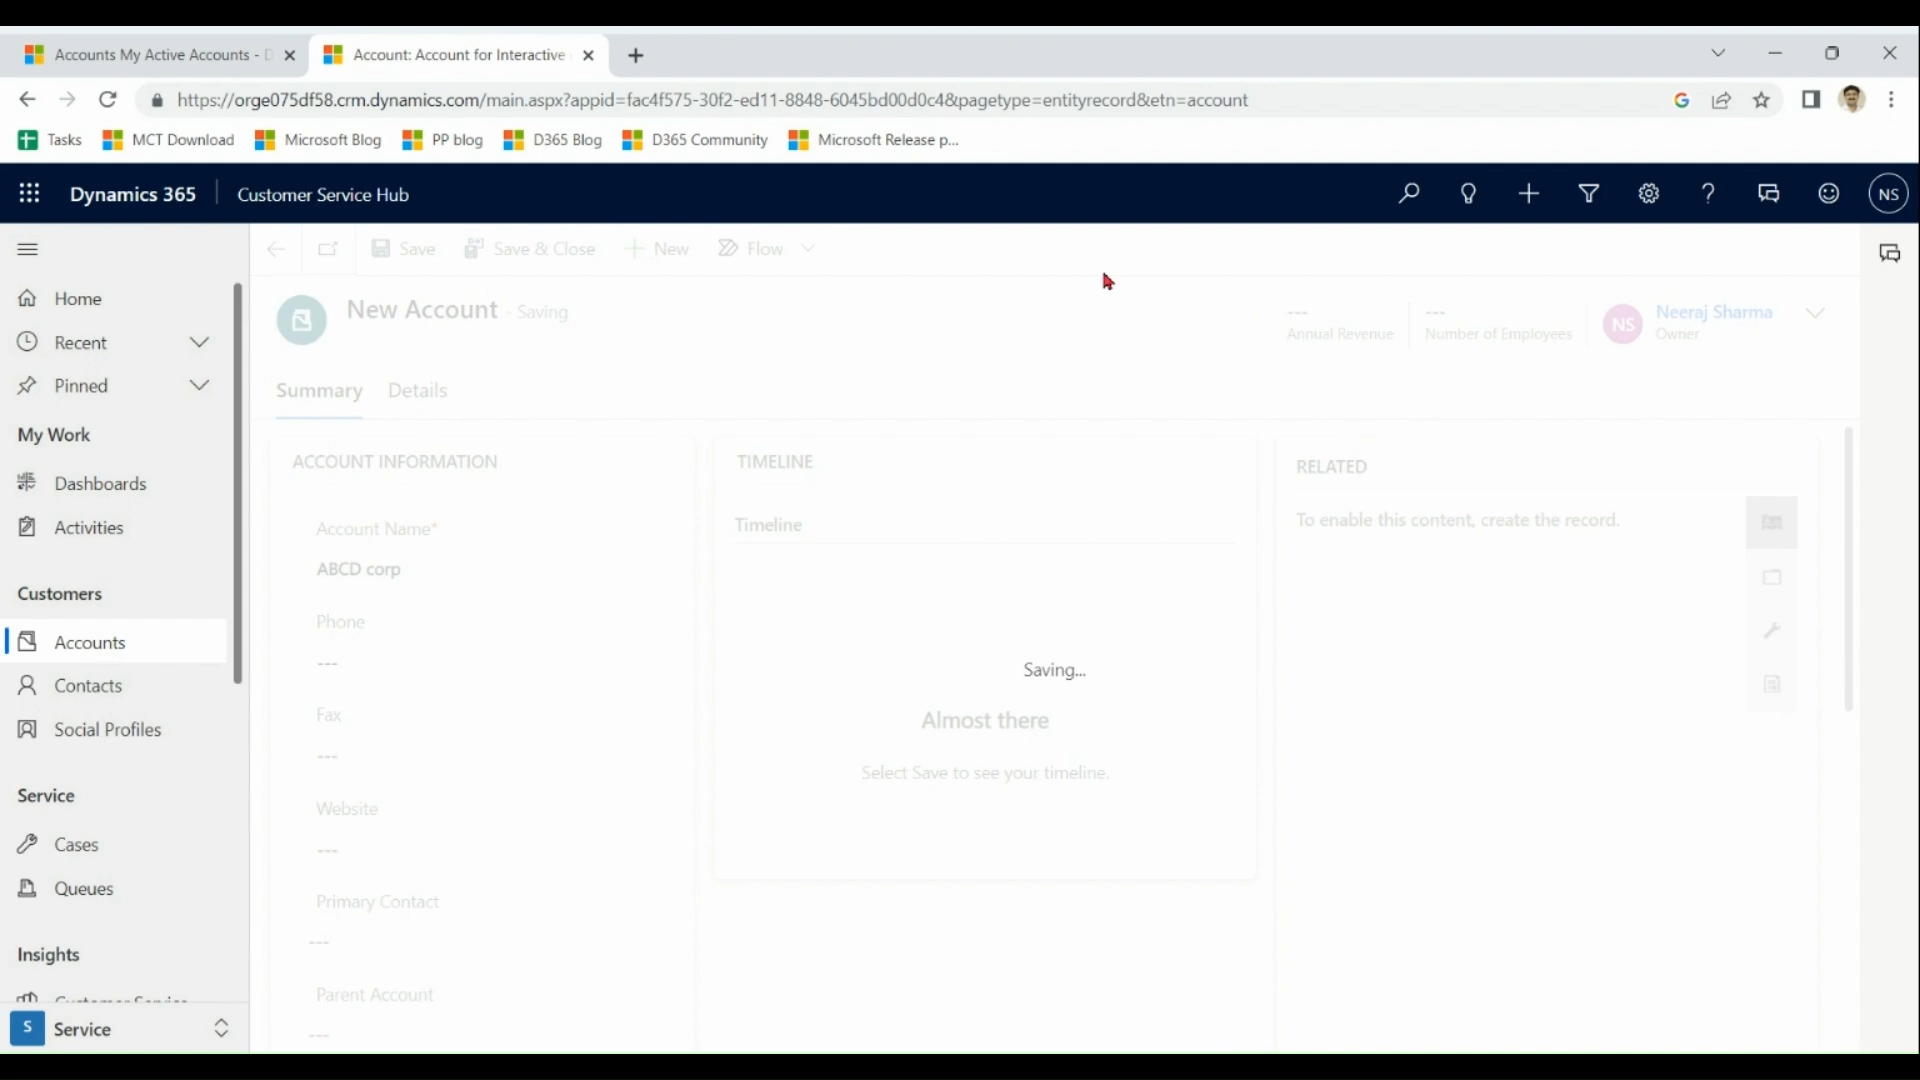 Accounts My Active Accounts - D
Account: Account for Interactive
https://orge075df58.crm.dynamics.com/main.aspx?appid=fac4f575-30f2-ed11-8848-6045bd00d0c4&pagetype=entityrecord&etn=account
Tasks MCT Download Microsoft Blog PP blog D365 Blog D365 Community Microsoft Release p...
Dynamics 365 Customer Service Hub NS
Save Save & Close New Flow
Home
Recent
Pinned
My Work
Dashboards
Activities
Customers
Accounts
Contacts
Social Profiles
Service
Cases
Queues
Insights
Customer Service
S Service
New Account - Saving
---
Annual Revenue
---
Number of Employees
NS Neeraj Sharma
Owner
Summary Details
ACCOUNT INFORMATION
Account Name*
ABCD corp
Phone
---
Fax
---
Website
---
Primary Contact
---
Parent Account
---
TIMELINE
Timeline
Saving...
Almost there
Select Save to see your timeline.
RELATED
To enable this content, create the record.